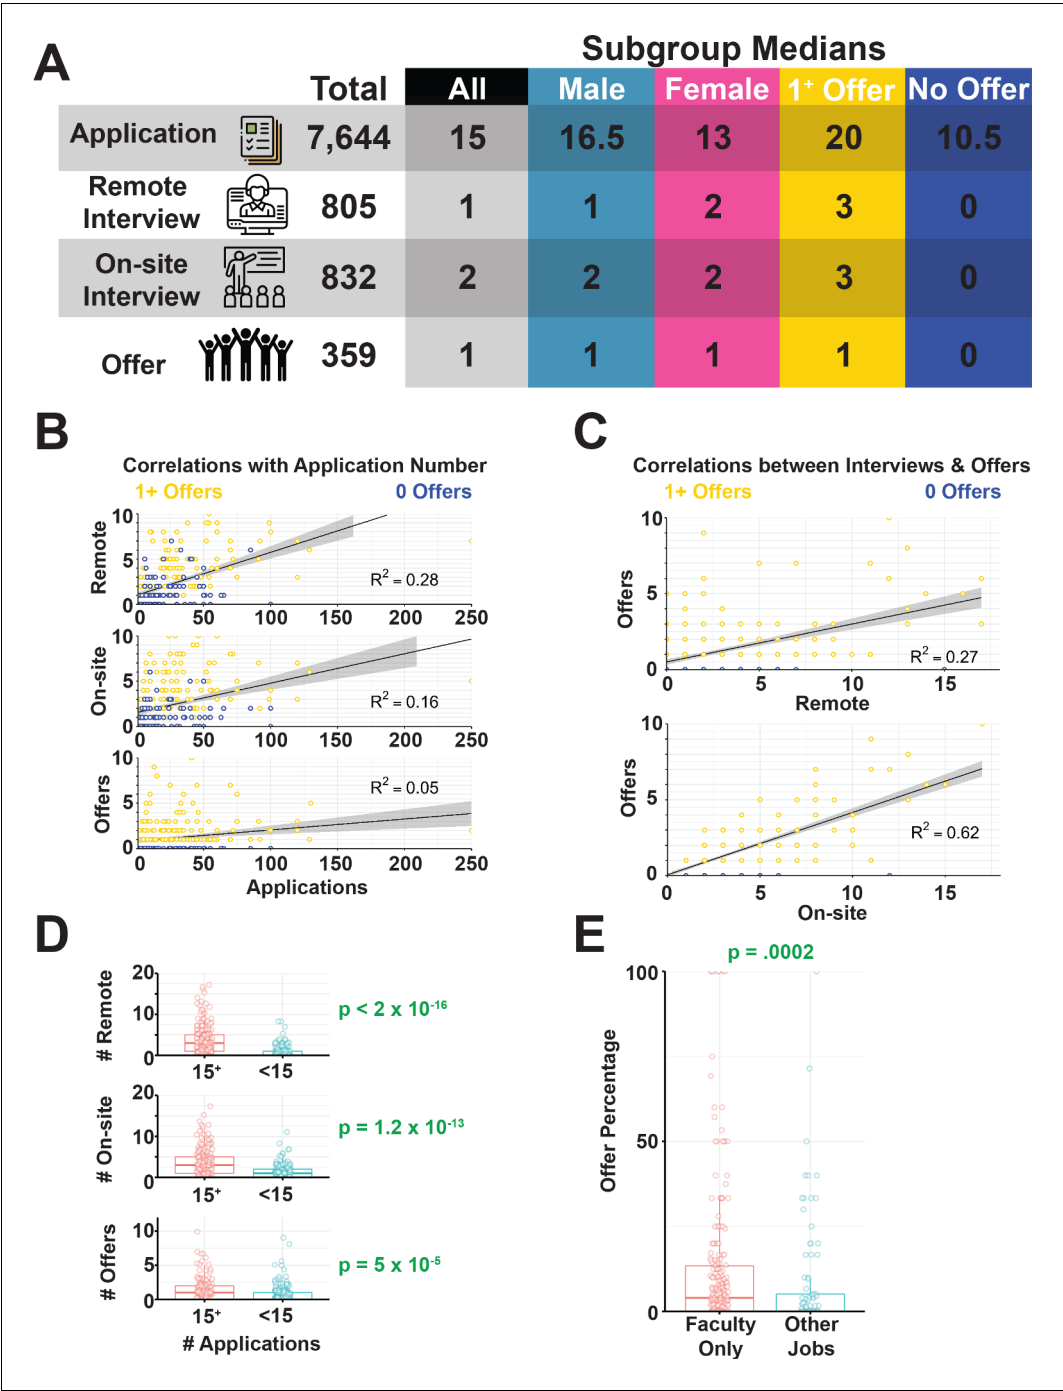 A
Subgroup Medians
Total All Male Female 1+ Offer No Offer
Application 7,644 15 16.5 13 20 10.5
Remote
Interview 805 1 1 2 3 0
On-site
Interview 832 2 2 2 3 0
Offer 359 1 1 1 1 0
B
Correlations with Application Number
1+ Offers 0 Offers
Remote
10
5
0
R2 = 0.28
0 50 100 150 200 250
On-site
10
5
0
R2 = 0.16
0 50 100 150 200 250
Offers
10
5
0
R2 = 0.05
0 50 100 150 200 250
Applications
C
Correlations between Interviews & Offers
1+ Offers 0 Offers
Offers
10
5
0
R2 = 0.27
0 5 10 15
Remote
Offers
10
5
0
R2 = 0.62
0 5 10 15
On-site
D
# Remote
20
10
0
15+ <15
p < 2 x 10-16
# On-site
20
10
0
15+ <15
p = 1.2 x 10-13
# Offers
10
5
0
15+ <15
p = 5 x 10-5
# Applications
E
p = .0002
Offer Percentage
100
50
0
Faculty Other
Only Jobs